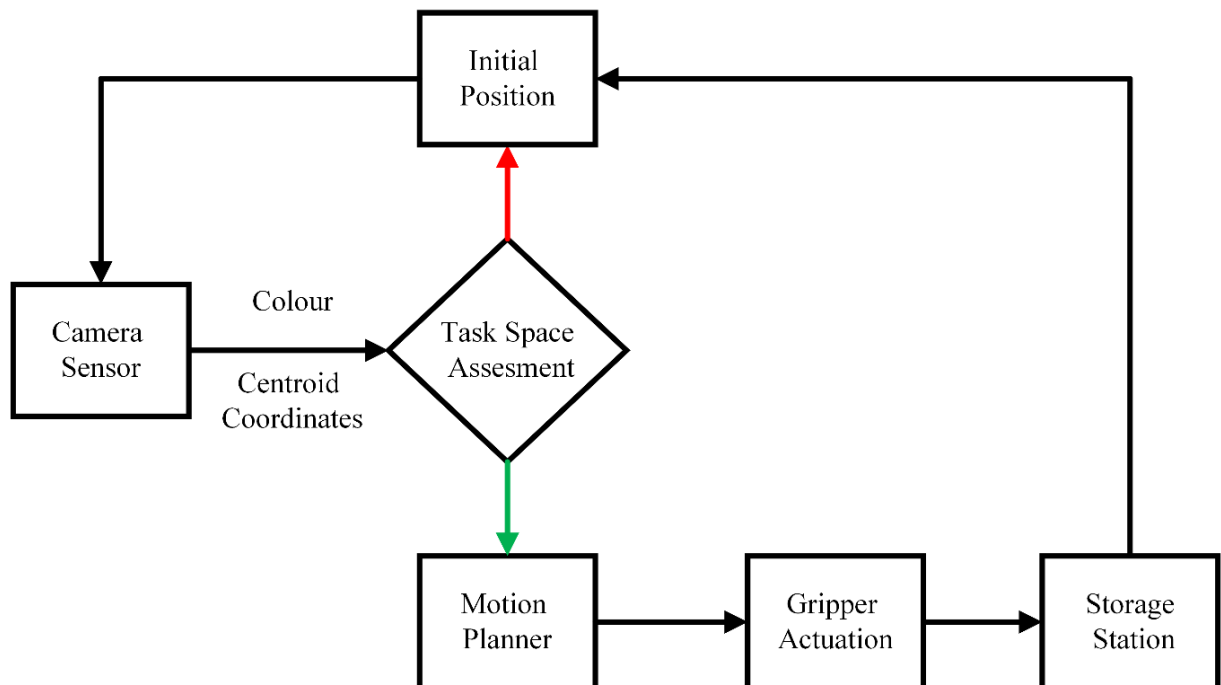 Initial
Position
Colour
Camera
Sensor
Centroid
Coordinates
Task Space
Assesment
Motion
Planner
Gripper
Actuation
Storage
Station